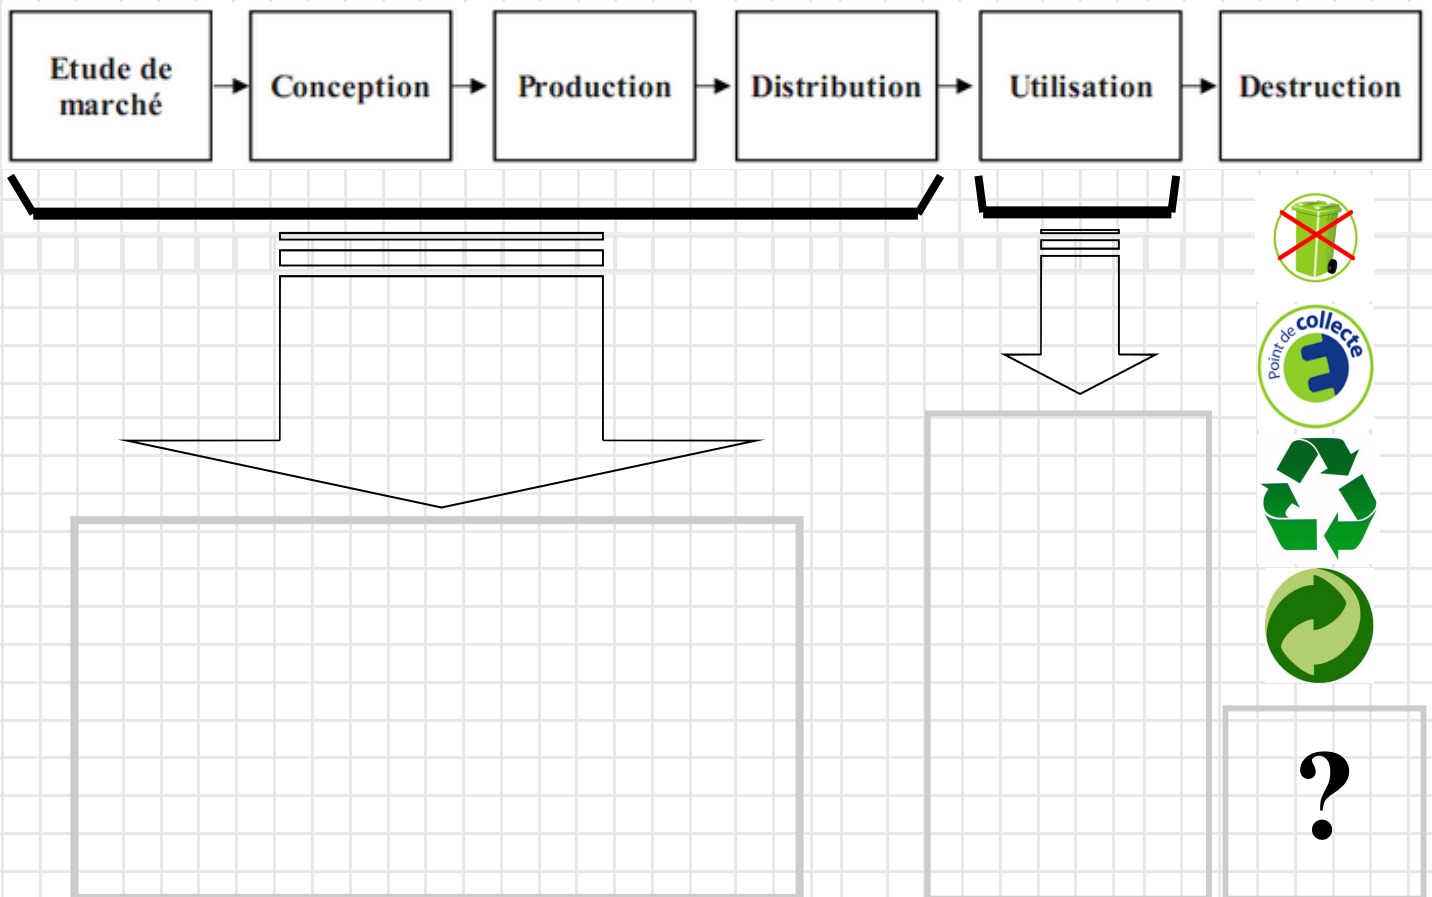 Etude de
marché
Conception
Production
Distribution
Utilisation
Destruction
Point de collecte
?